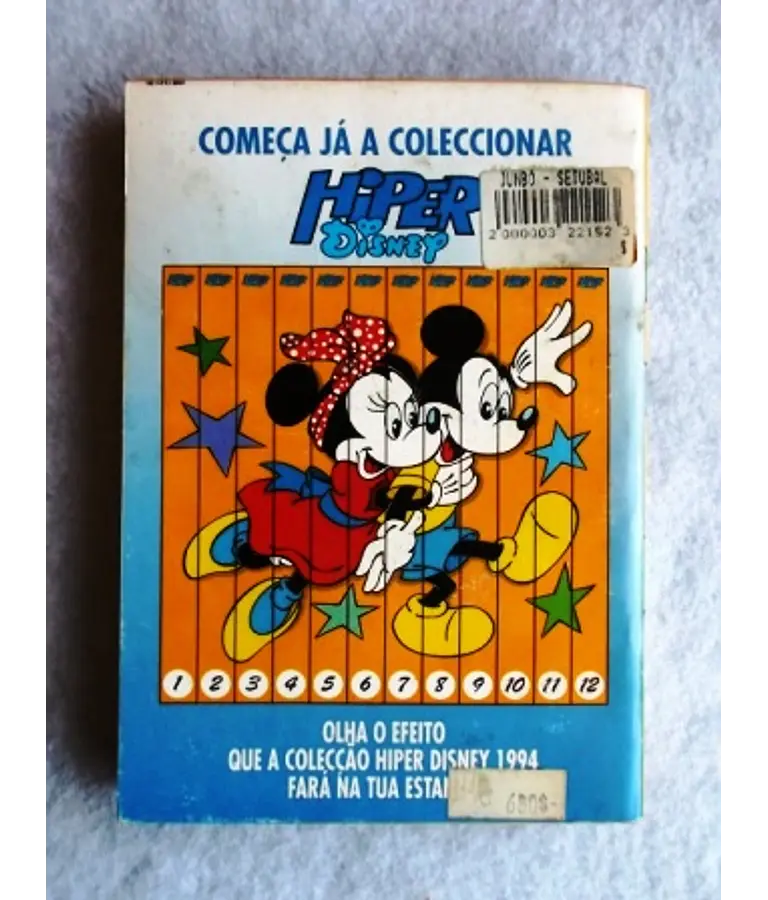 COMEÇA JÁ A COLECCIONAR
HiPER
DiSNEY
JUMBO - SETUBAL
2 000003 22152 3
$
1 2 3 4 5 6 7 8 9 10 11 12
OLHA O EFEITO
QUE A COLECÇÃO HIPER DISNEY 1994
FARÁ NA TUA
680$-